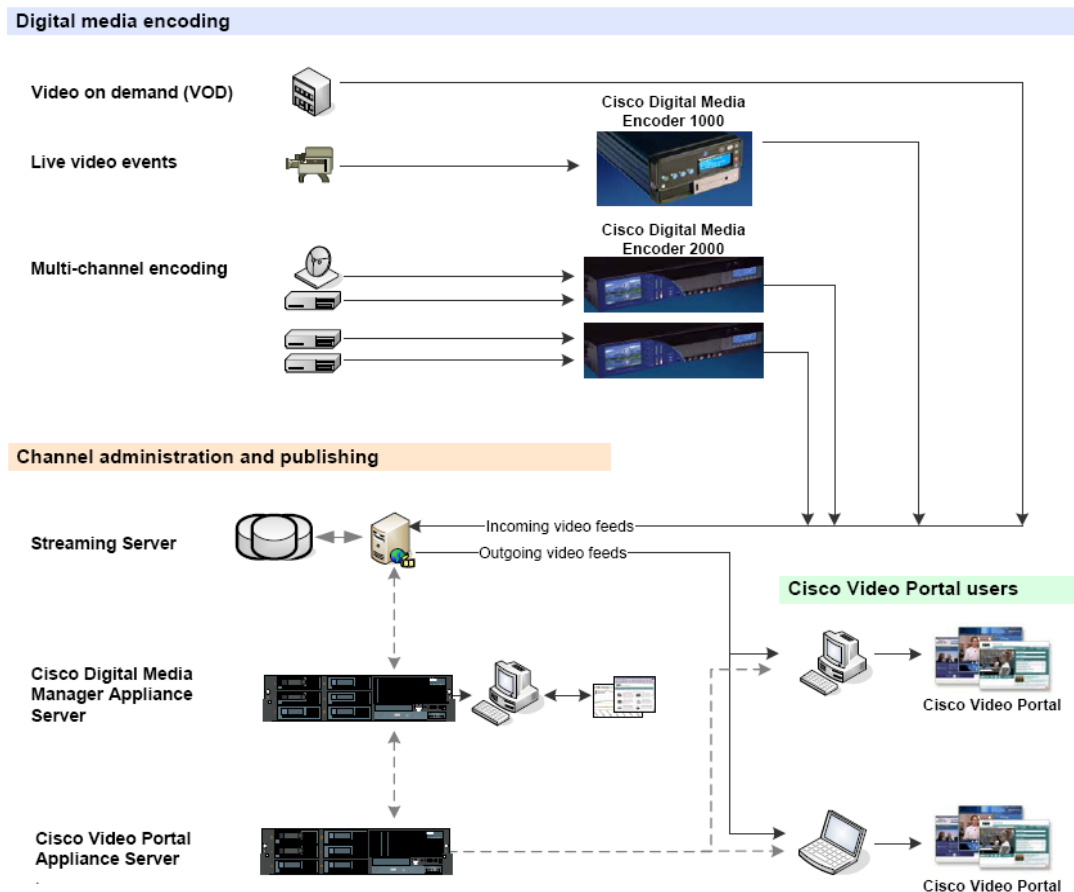 Digital media encoding
Video on demand (VOD)
Cisco Digital Media
Encoder 1000
Live video events
Cisco Digital Media
Encoder 2000
Multi-channel encoding
Channel administration and publishing
Incoming video feeds
Streaming Server
Outgoing video feeds
Cisco Video Portal users
Cisco Digital Media
Manager Appliance
Server
Cisco Video Portal
Cisco Video Portal
Appliance Server
Cisco Video Portal